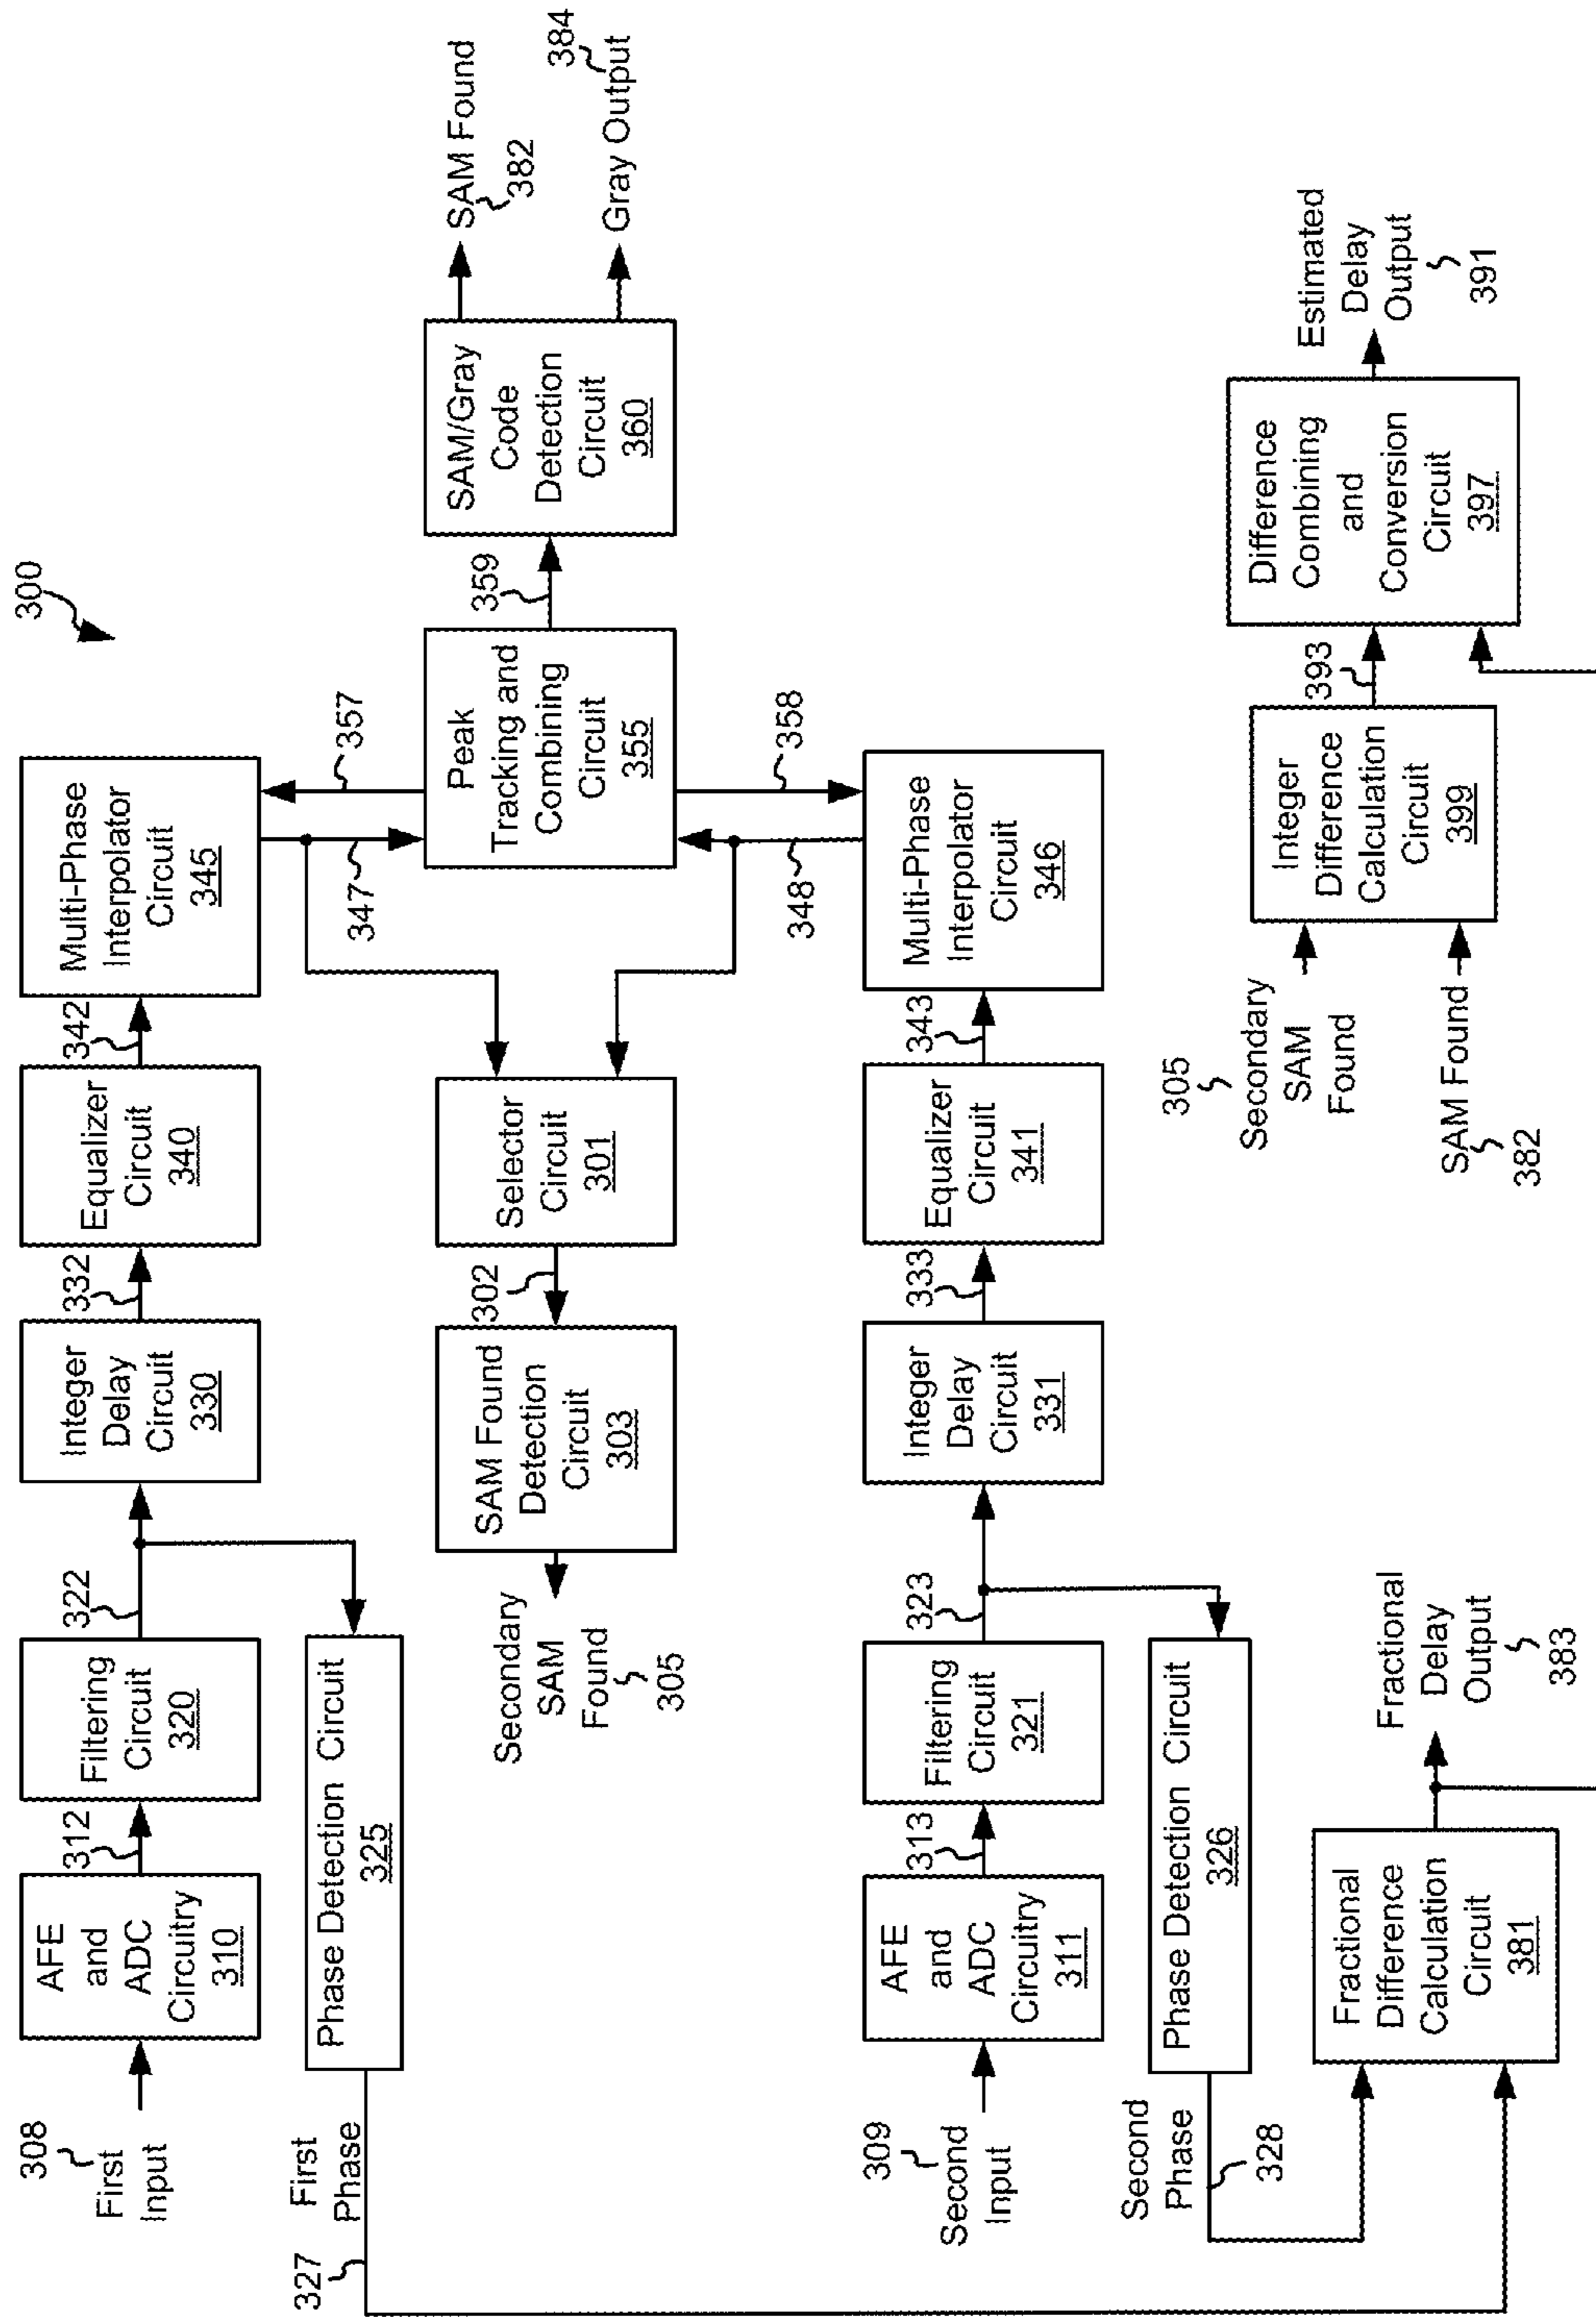 300
308
First
Input
AFE
and
ADC
Circuitry
310
312
Filtering
Circuit
320
322
Integer
Delay
Circuit
330
332
Equalizer
Circuit
340
342
Multi-Phase
Interpolator
Circuit
345
327
First
Phase
Phase Detection Circuit
325
347
357
Secondary
SAM
Found
305
SAM Found
Detection
Circuit
303
302
Selector
Circuit
301
Peak
Tracking and
Combining
Circuit
355
359
SAM/Gray
Code
Detection
Circuit
360
SAM Found
382
384
Gray Output
348
358
309
Second
Input
AFE
and
ADC
Circuitry
311
313
Filtering
Circuit
321
323
Integer
Delay
Circuit
331
333
Equalizer
Circuit
341
343
Multi-Phase
Interpolator
Circuit
346
Second
Phase
328
Phase Detection Circuit
326
Fractional
Difference
Calculation
Circuit
381
Fractional
Delay
Output
383
305
Secondary
SAM
Found
SAM Found
382
Integer
Difference
Calculation
Circuit
399
393
Difference
Combining
and
Conversion
Circuit
397
Estimated
Delay
Output
391